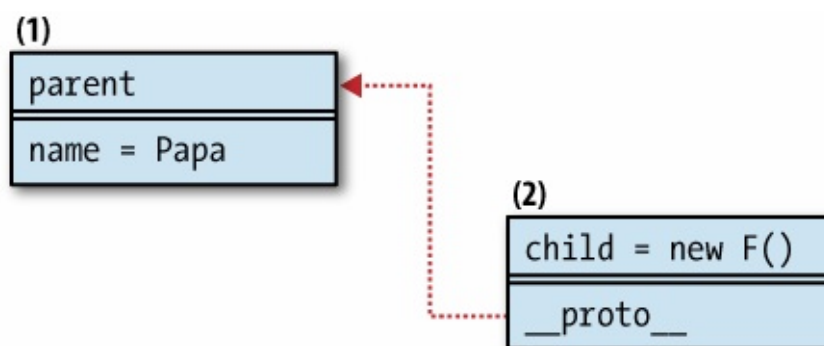 (1)
parent
name = Papa
(2)
child = new F()
__proto__